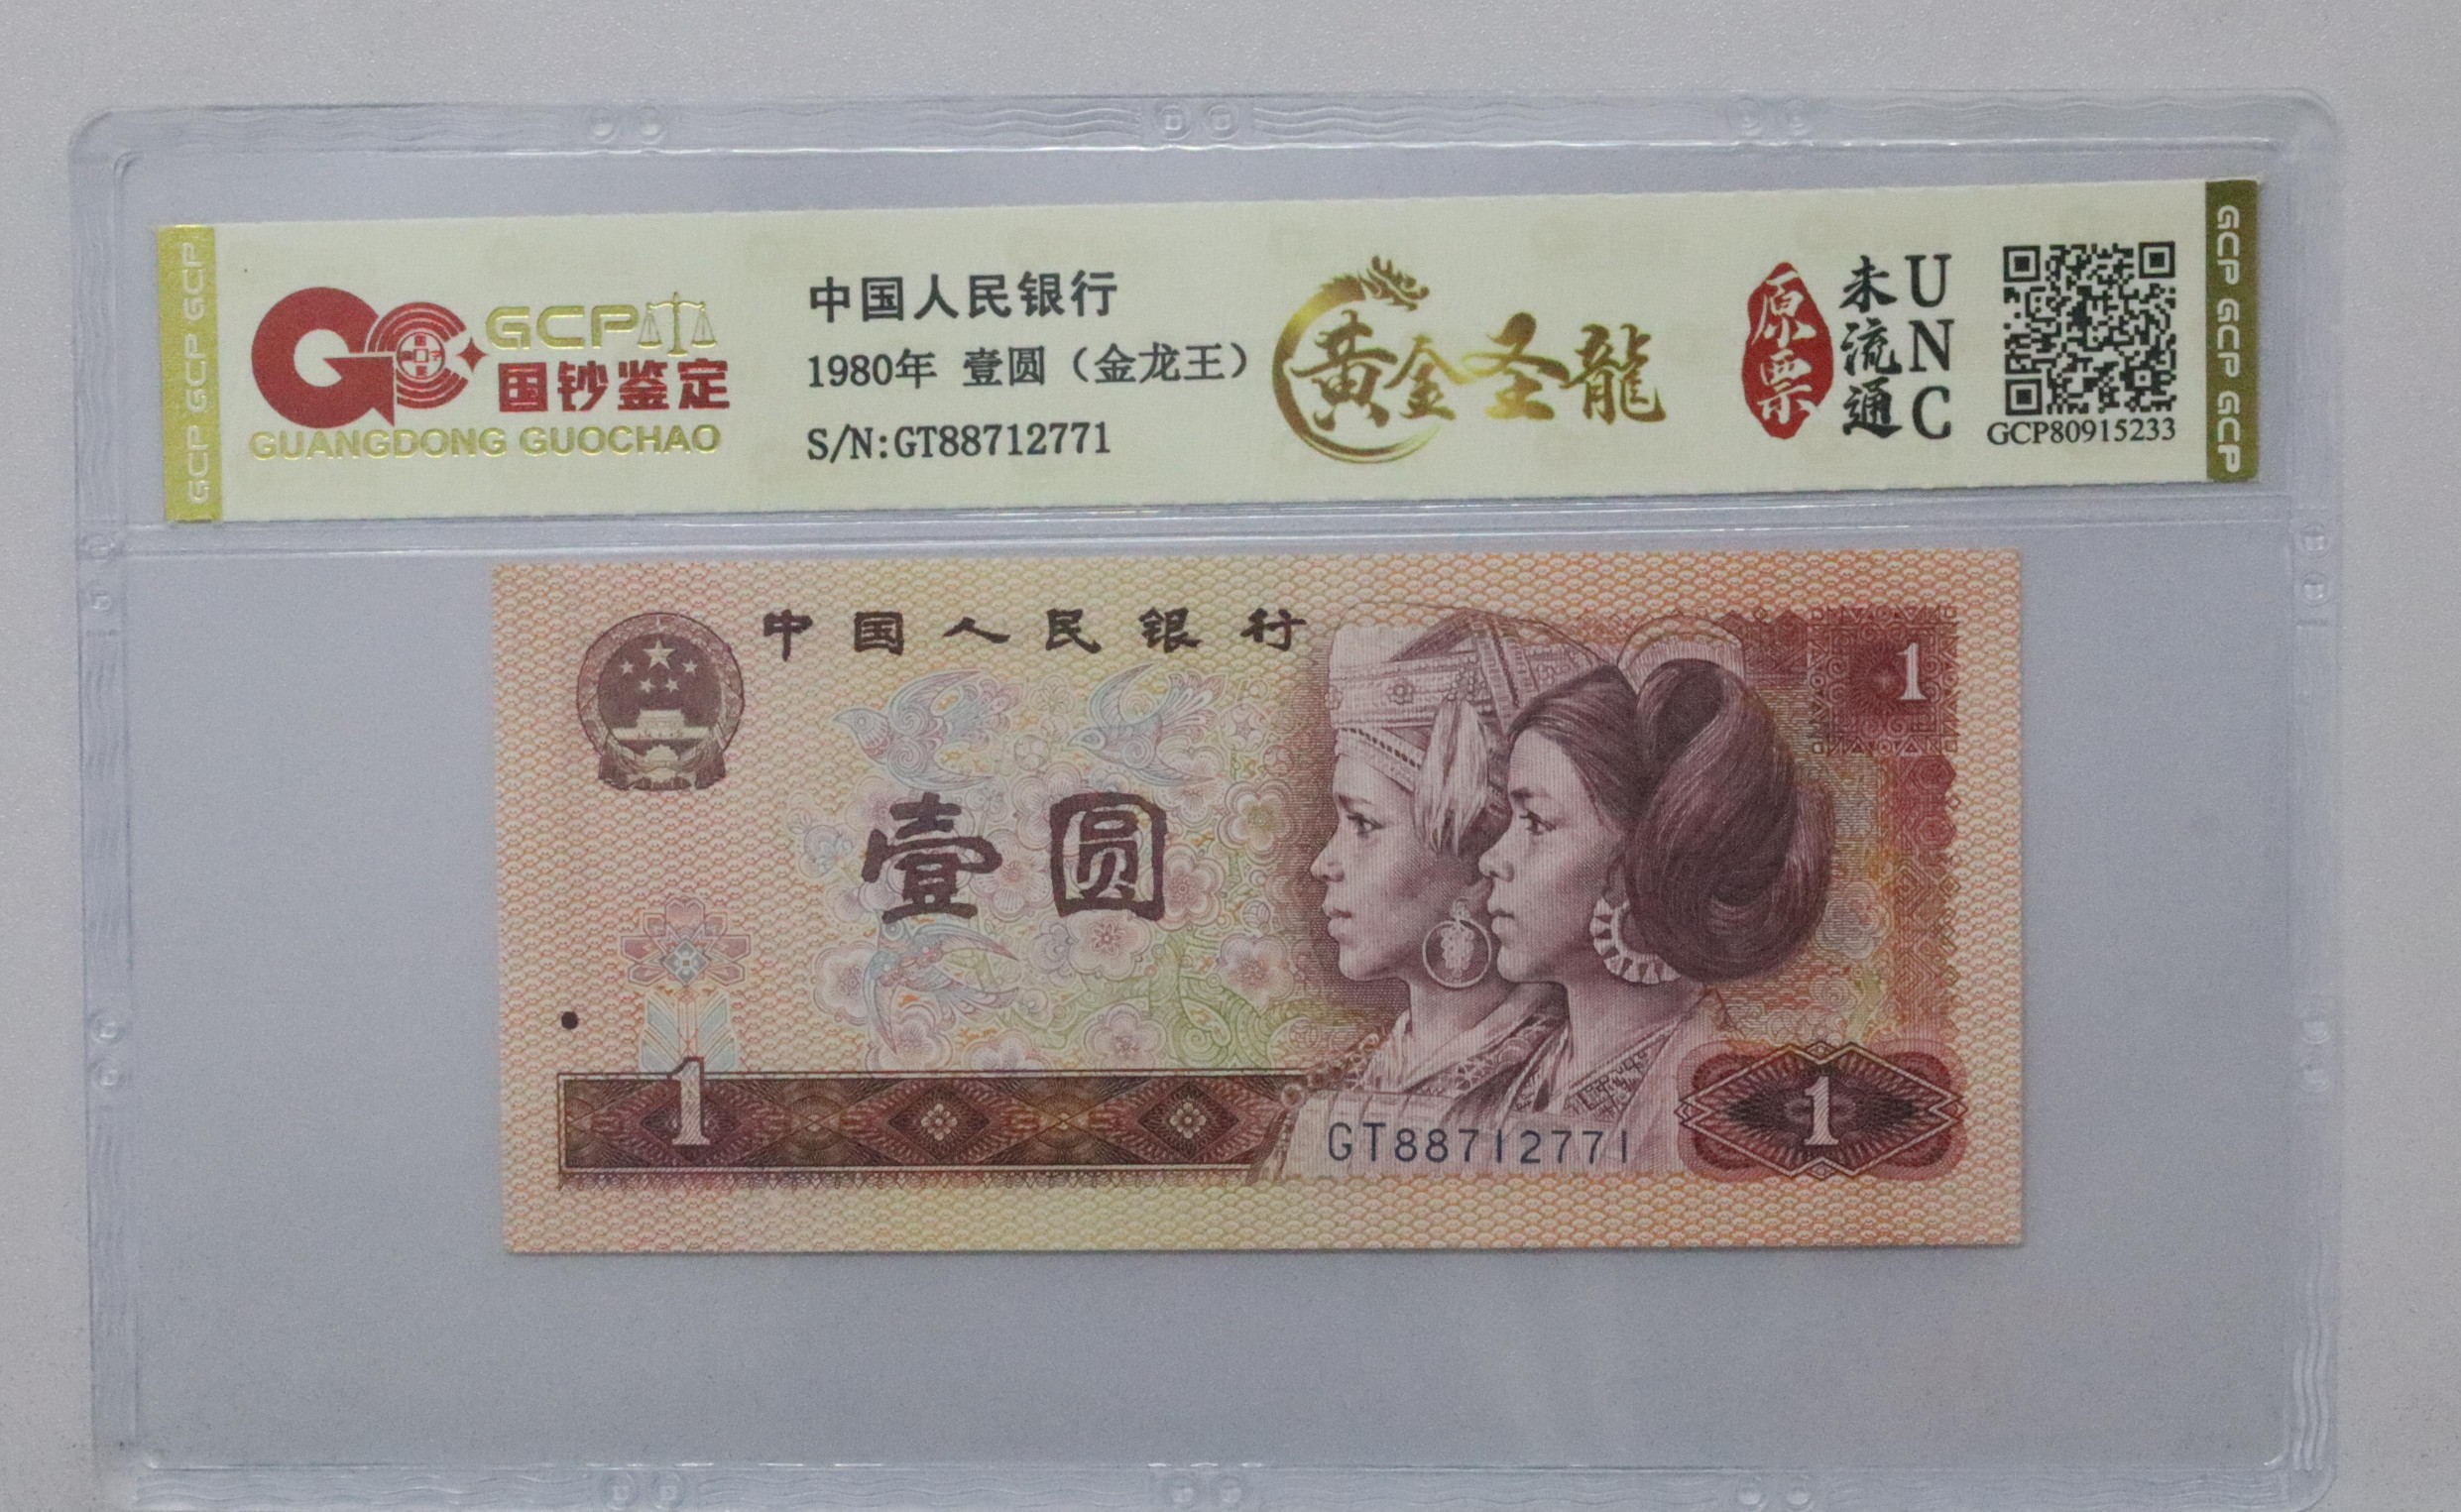 GCP GCP GCP
GCP
国钞鉴定
GUANGDONG GUOCHAO
中国人民银行
1980年 壹圆（金龙王）
S/N:GT88712771
黄金圣龍
原票
未流通
UNC
GCP80915233
GCP GCP GCP
中国人民银行
1
壹圆
1
GT88712771
1